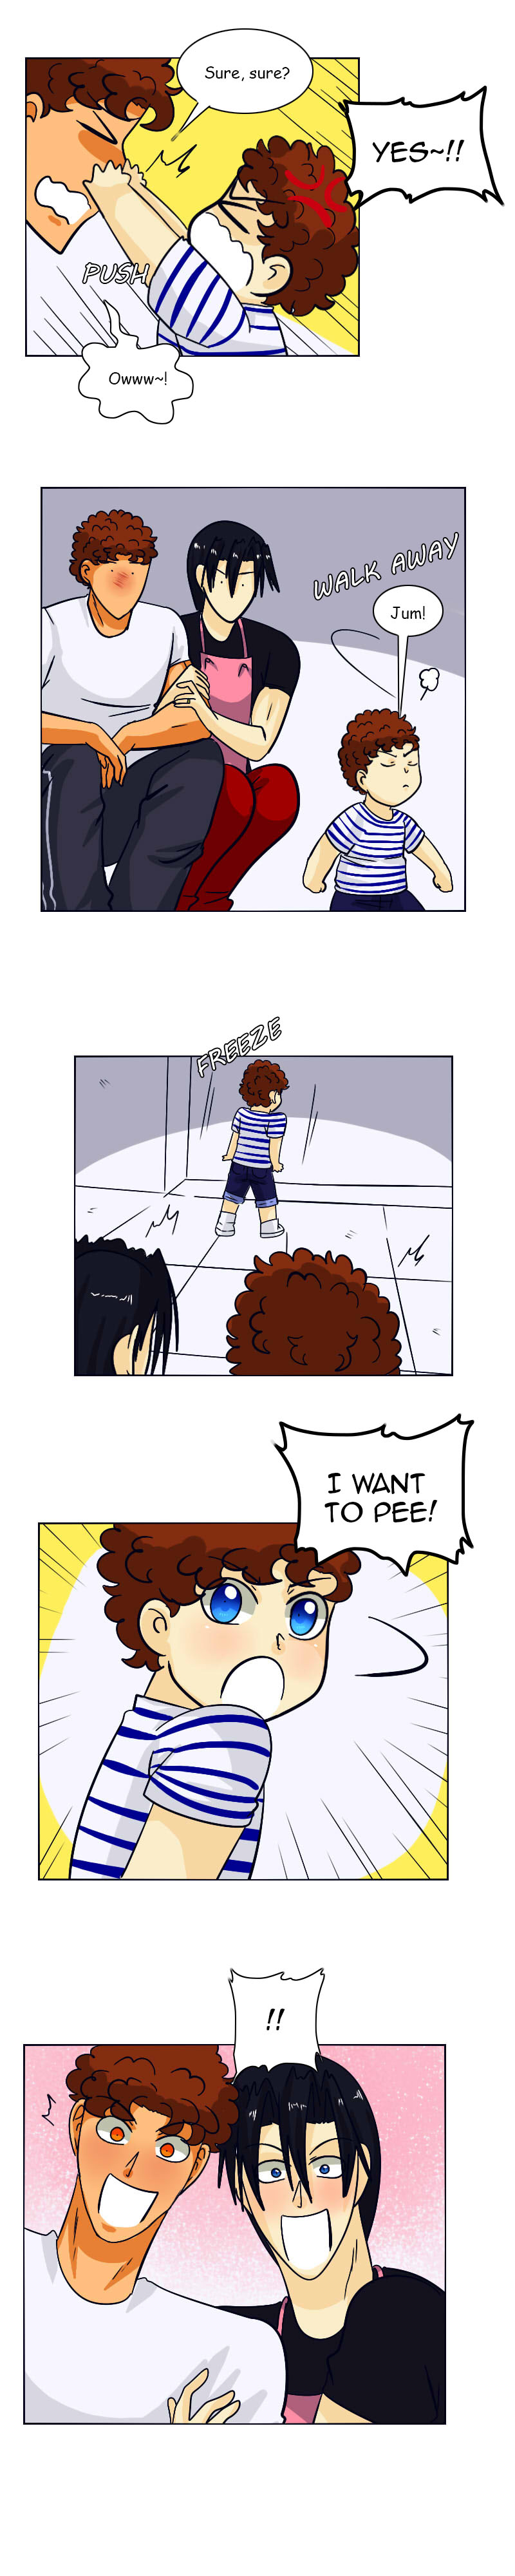 Sure, sure?
YES~!!
PUSH
Owww~!
WALK AWAY
Jum!
FREEZE
I WANT
TO PEE!
!!